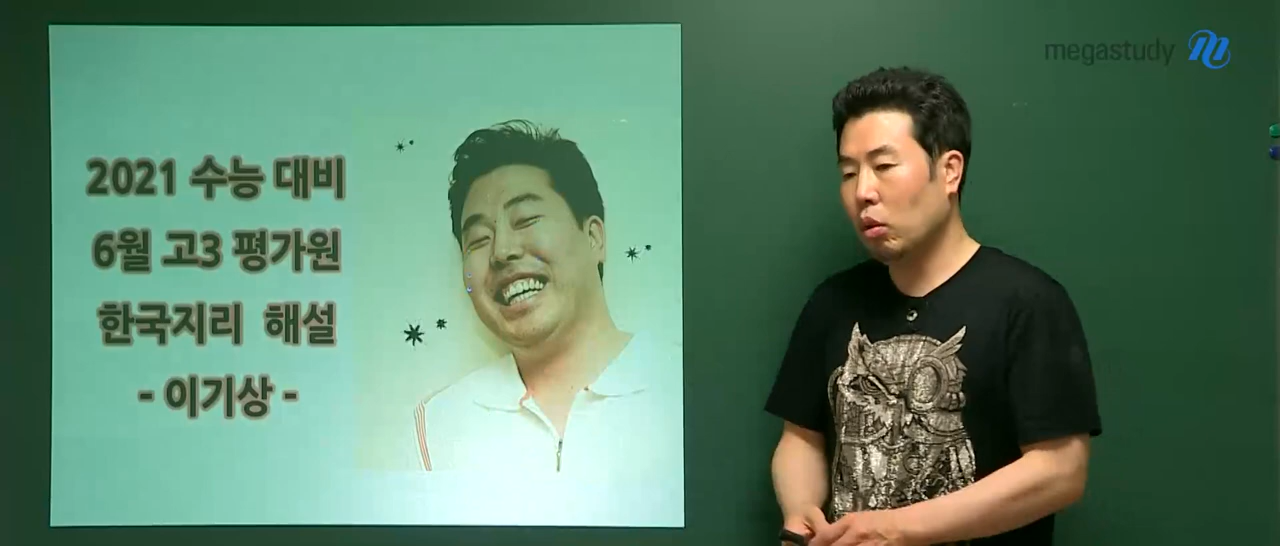 2021 수능 대비
6월 고3 평가원
한국지리 해설
- 이기상 -
megastudy